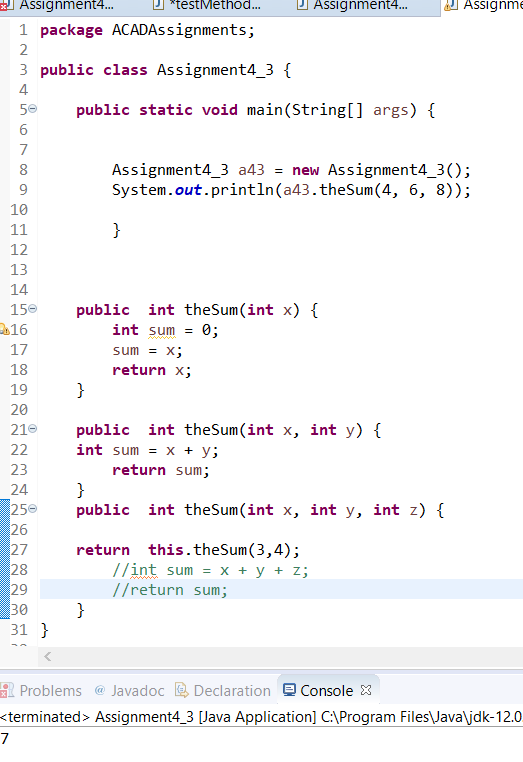 Assignment4... *testMethod... Assignment4... Assignme
1 package ACADAssignments;
2
3 public class Assignment4_3 {
4
5 public static void main(String[] args) {
6
7
8 Assignment4_3 a43 = new Assignment4_3();
9 System.out.println(a43.theSum(4, 6, 8));
10
11 }
12
13
14
15 public  int theSum(int x) {
16 int sum = 0;
17 sum = x;
18 return x;
19 }
20
21 public  int theSum(int x, int y) {
22 int sum = x + y;
23 return sum;
24 }
25 public  int theSum(int x, int y, int z) {
26
27 return  this.theSum(3,4);
28 //int sum = x + y + z;
29 //return sum;
30 }
31 }
Problems @ Javadoc Declaration Console
<terminated> Assignment4_3 [Java Application] C:\Program Files\Java\jdk-12.0
7